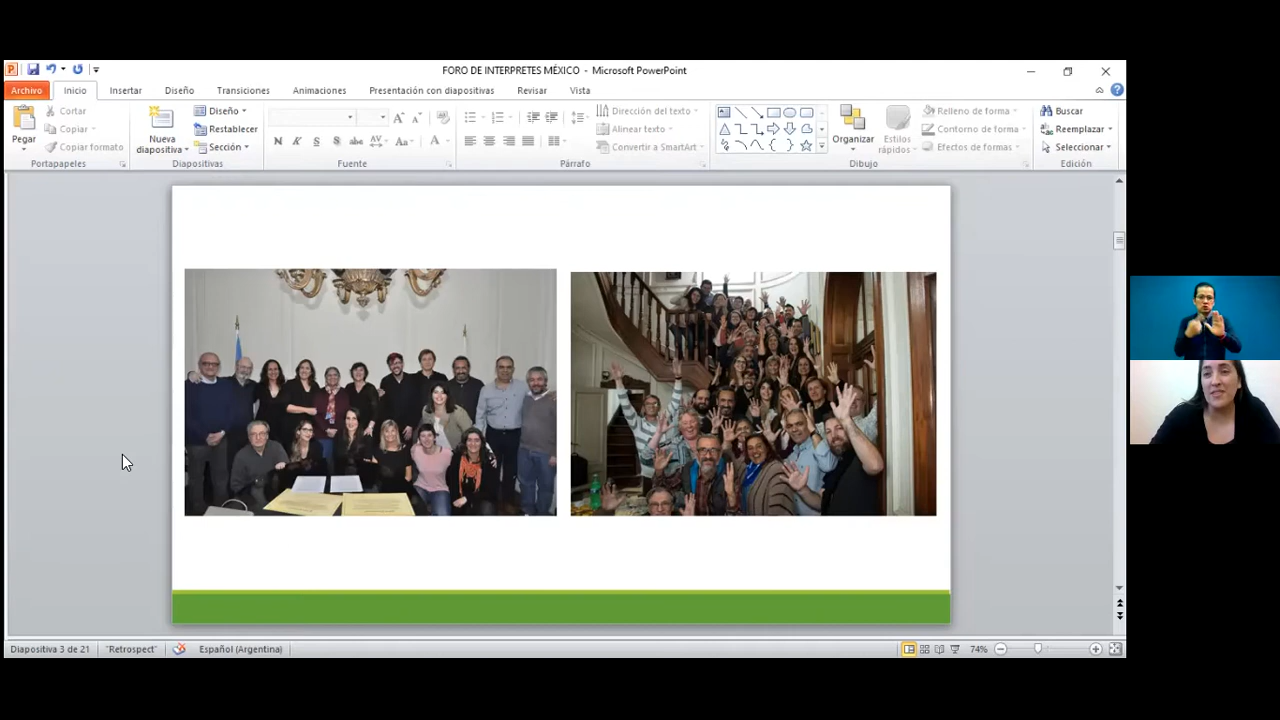 FORO DE INTERPRETES MÉXICO - Microsoft PowerPoint
Archivo Inicio Insertar Diseño Transiciones Animaciones Presentación con diapositivas Revisar Vista
Pegar
Cortar
Copiar
Copiar formato
Portapapeles
Nueva diapositiva
Diseño
Restablecer
Sección
Diapositivas
N K S S abc AV Aa A
Fuente
Dirección del texto
Alinear texto
Convertir a SmartArt
Párrafo
Organizar
Estilos rápidos
Relleno de forma
Contorno de forma
Efectos de formas
Dibujo
Buscar
Reemplazar
Seleccionar
Edición
Diapositiva 3 de 21 "Retrospect" Español (Argentina) 74%